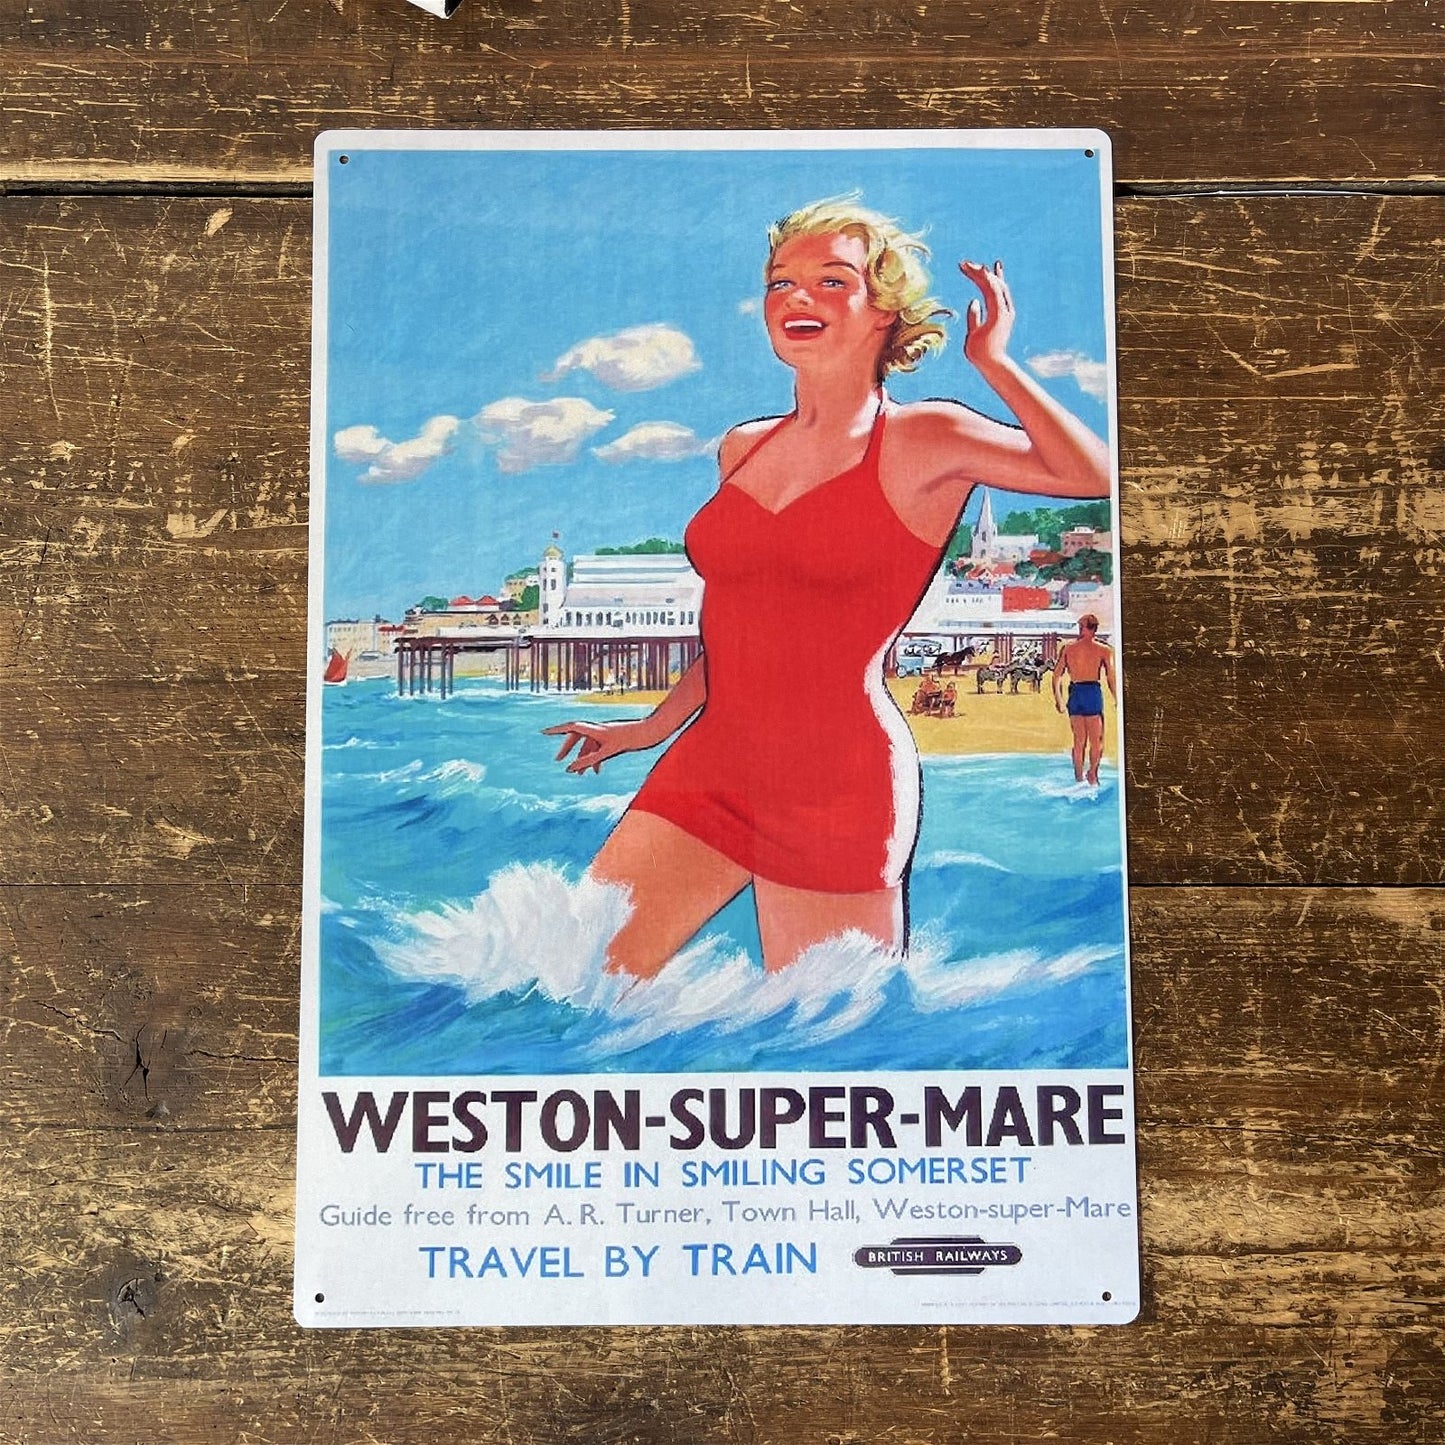 WESTON-SUPER-MARE
THE SMILE IN SMILING SOMERSET
Guide free from A. R. Turner, Town Hall, Weston-super-Mare
TRAVEL BY TRAIN BRITISH RAILWAYS